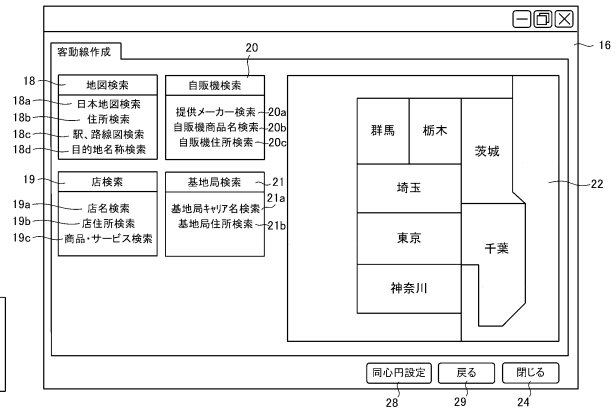 16
客動線作成
18
地図検索
18a
日本地図検索
18b
住所検索
18c
駅、路線図検索
18d
目的地名称検索
20
自販機検索
提供メーカー検索
20a
自販機商品名検索
20b
自販機住所検索
20c
19
店検索
19a
店名検索
19b
店住所検索
19c
商品・サービス検索
基地局検索
21
21a
基地局キャリア名検索
基地局住所検索
21b
群馬
栃木
茨城
埼玉
東京
千葉
神奈川
22
同心円設定
戻る
閉じる
28
29
24